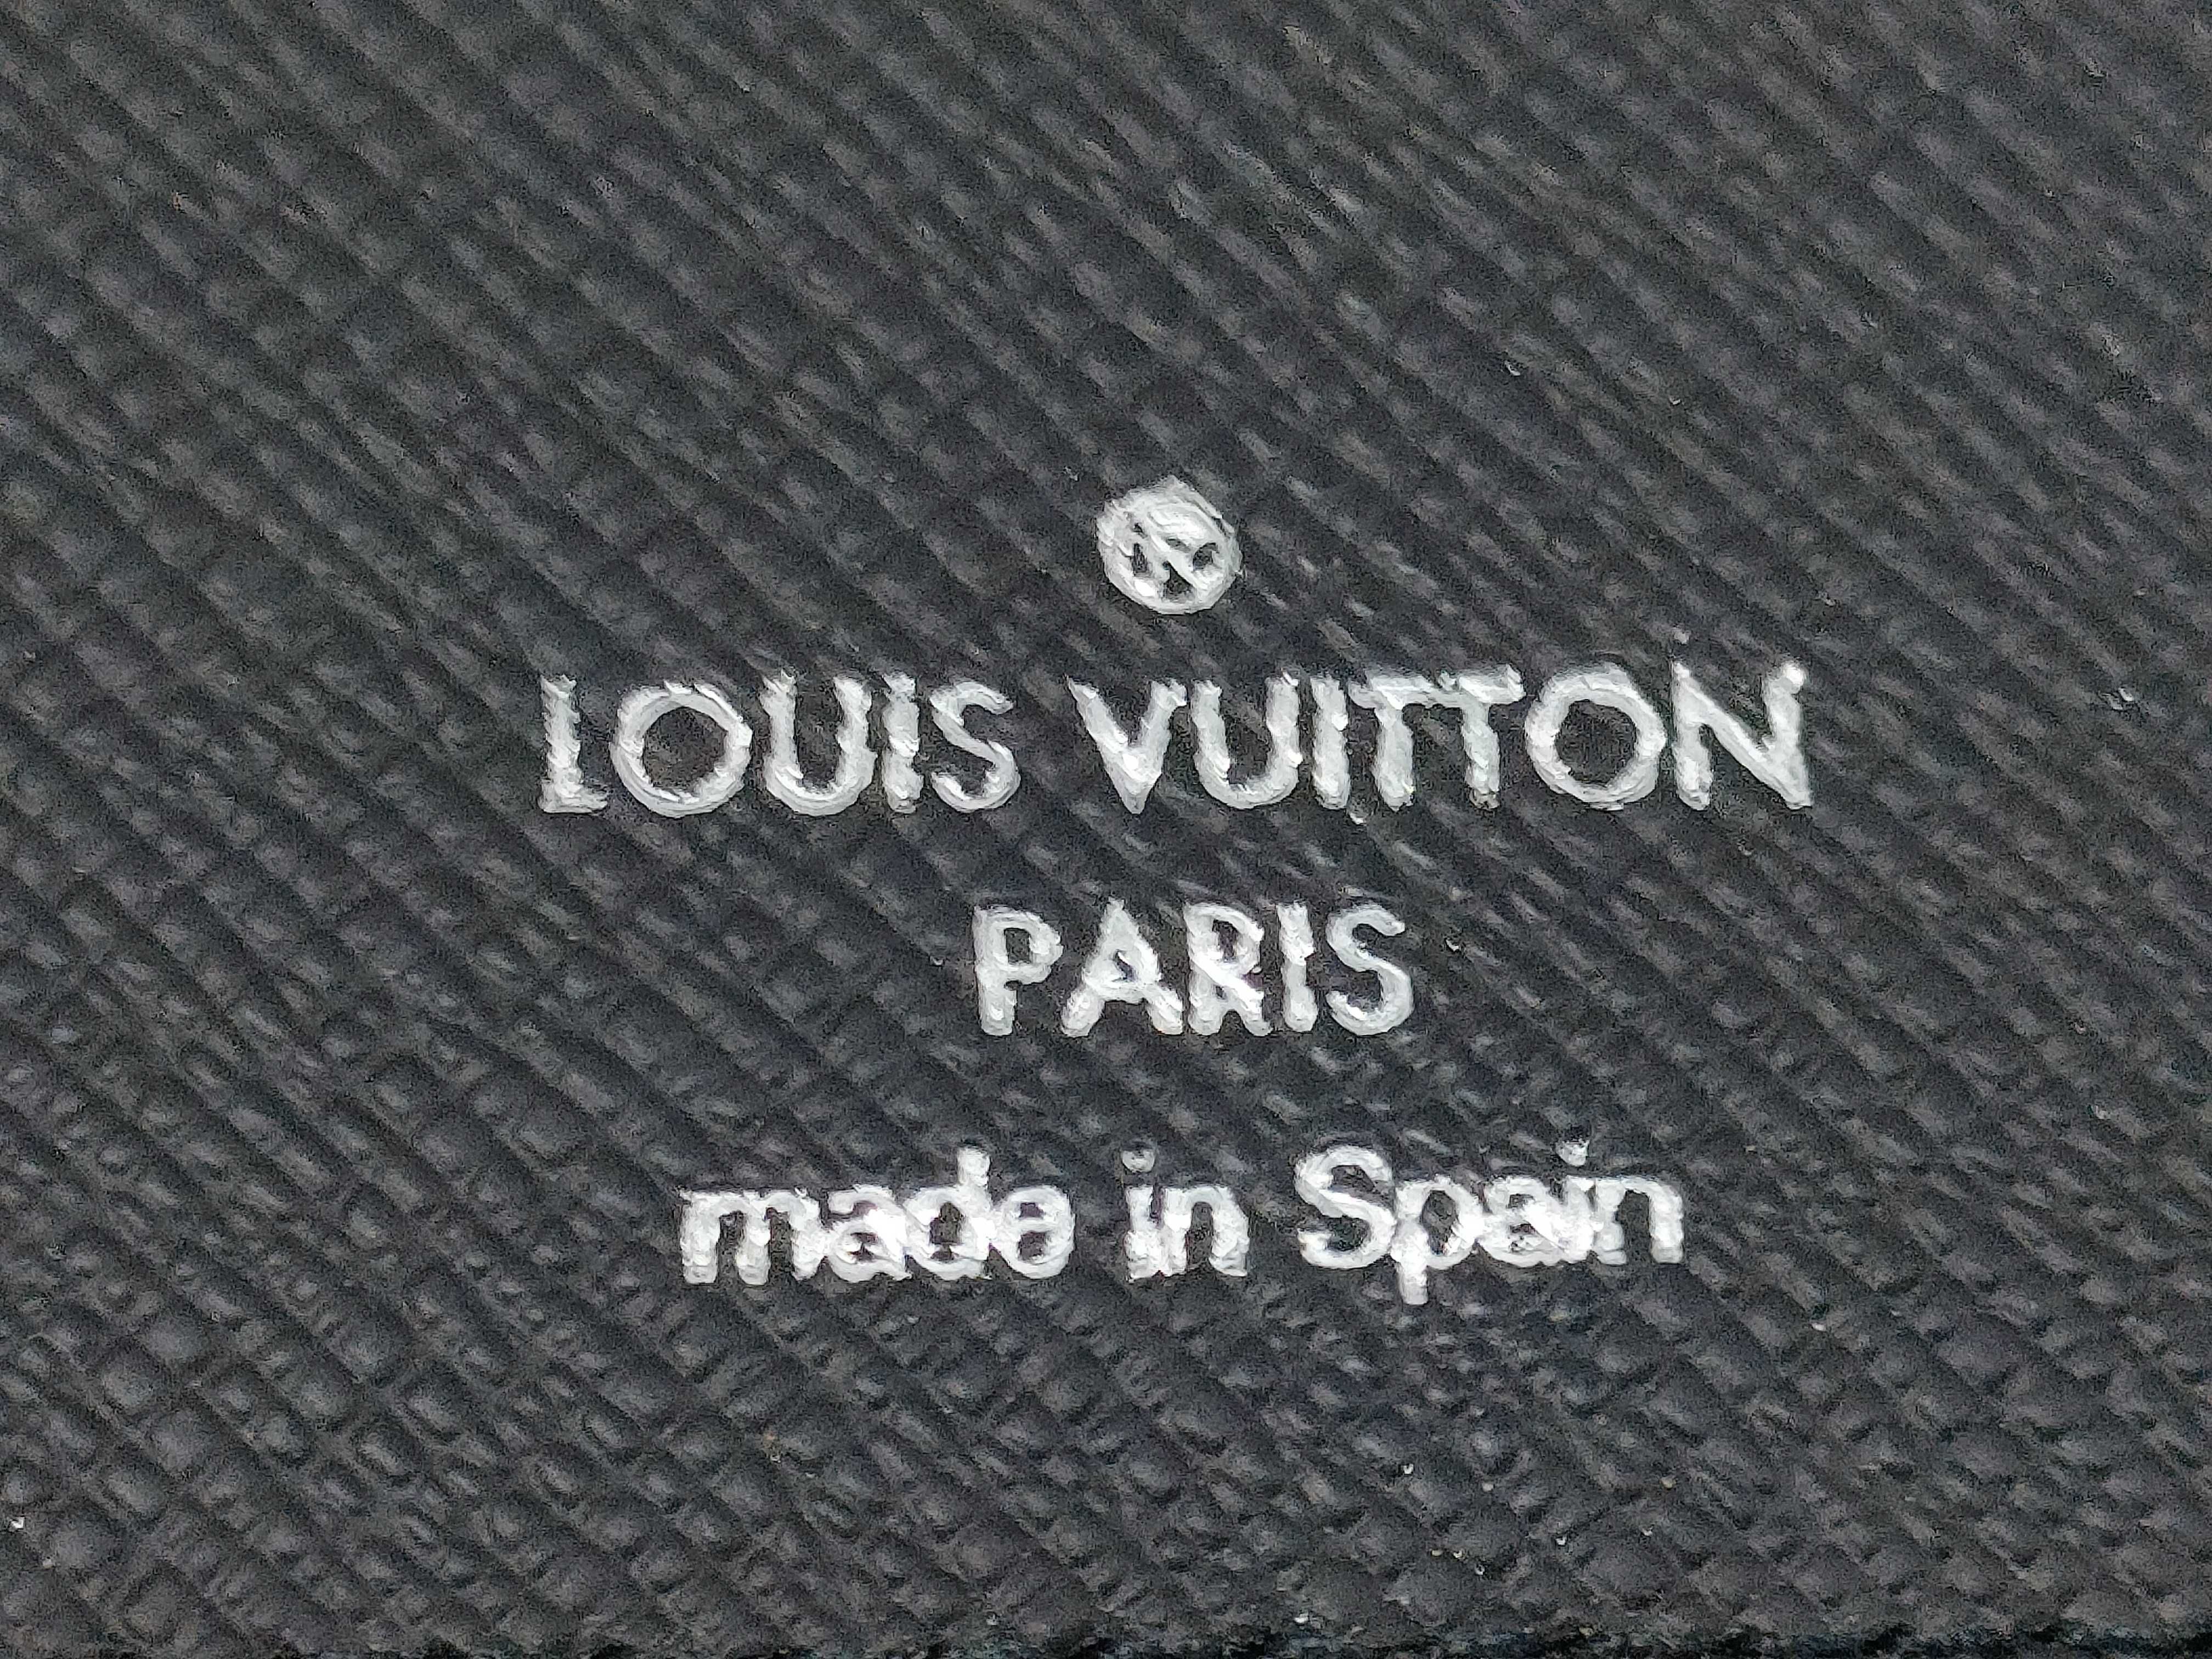 ®
LOUIS VUITTON
PARIS
made in Spain